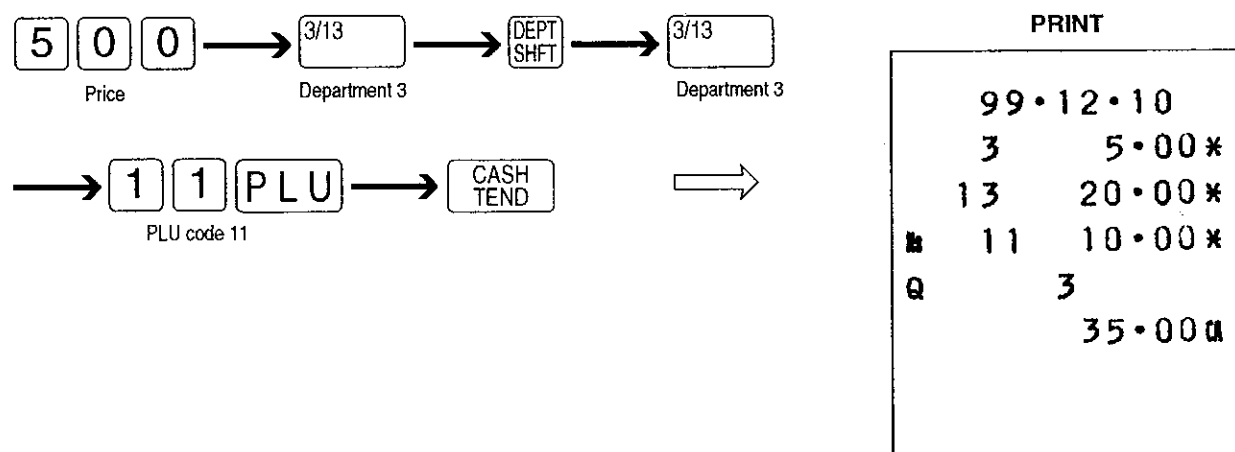 5 0 0 3/13 DEPT SHFT 3/13
Price Department 3 Department 3
1 1 PLU CASH TEND
PLU code 11
PRINT
99•12•10
3 5•00*
13 20•00*
11 10•00*
Q 3
35•00